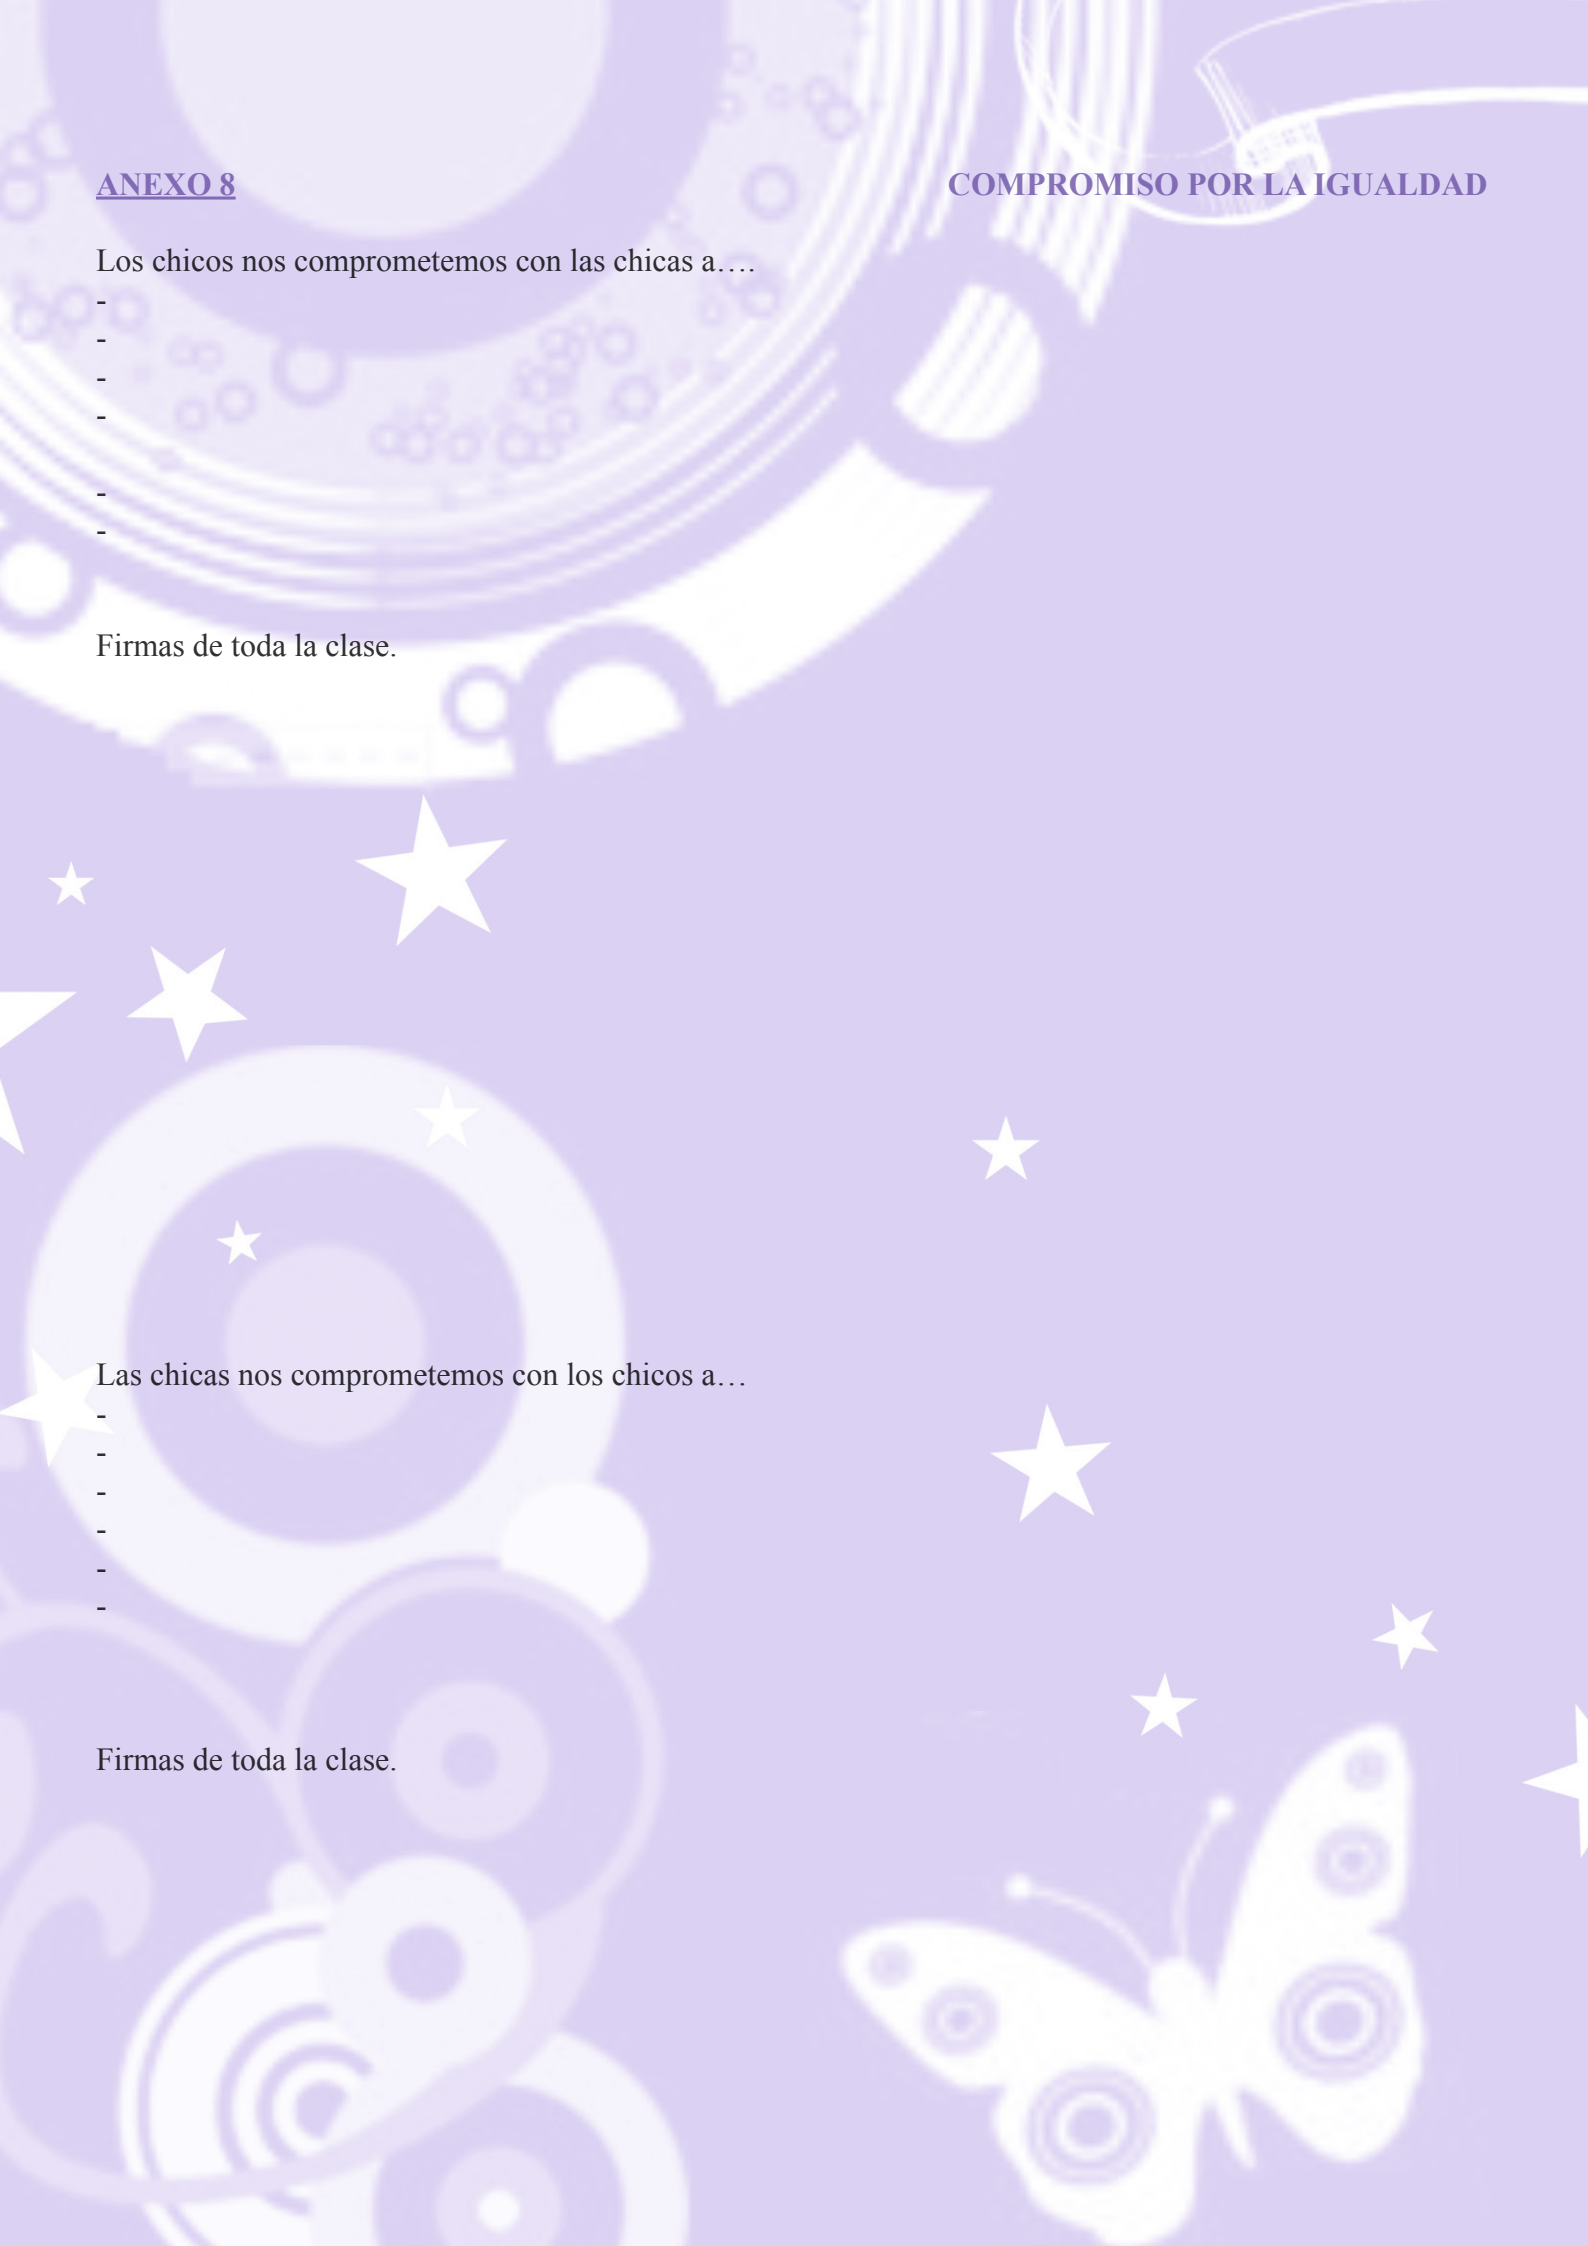 ANEXO 8 COMPROMISO POR LA IGUALDAD
Los chicos nos comprometemos con las chicas a….
-
-
-
-
-
-
Firmas de toda la clase.
Las chicas nos comprometemos con los chicos a…
-
-
-
-
-
-
Firmas de toda la clase.